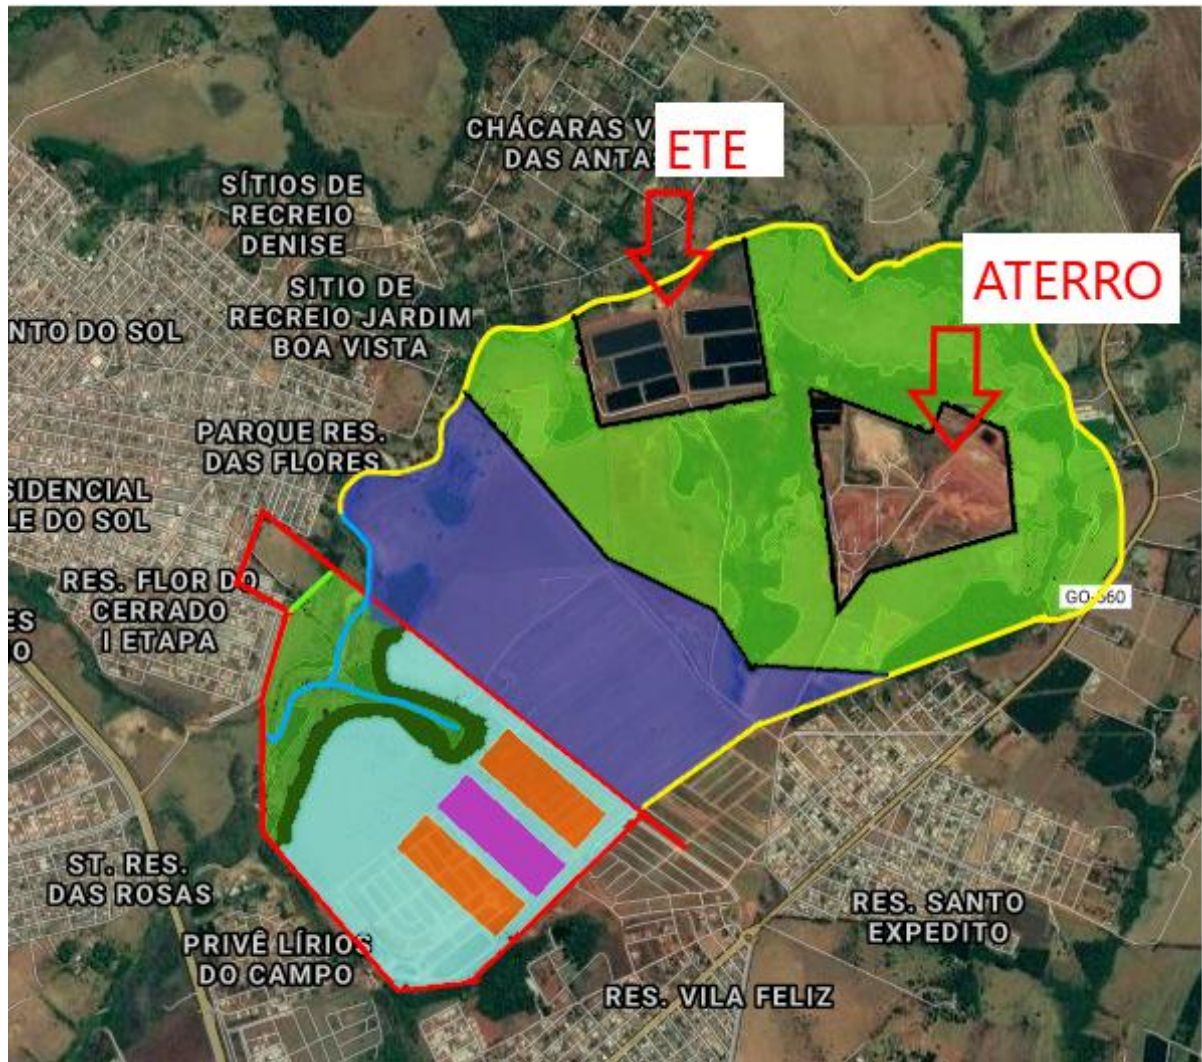 CHÁCARAS V
DAS ANTAS
ETE
SÍTIOS DE
RECREIO
DENISE
ATERRO
SITIO DE
RECREIO JARDIM
BOA VISTA
NTO DO SOL
PARQUE RES.
DAS FLORES
SIDENCIAL
LE DO SOL
RES. FLOR DO
CERRADO
I ETAPA
ES
O
GO-560
ST. RES.
DAS ROSAS
RES. SANTO
EXPEDITO
PRIVÊ LÍRIOS
DO CAMPO
RES. VILA FELIZ